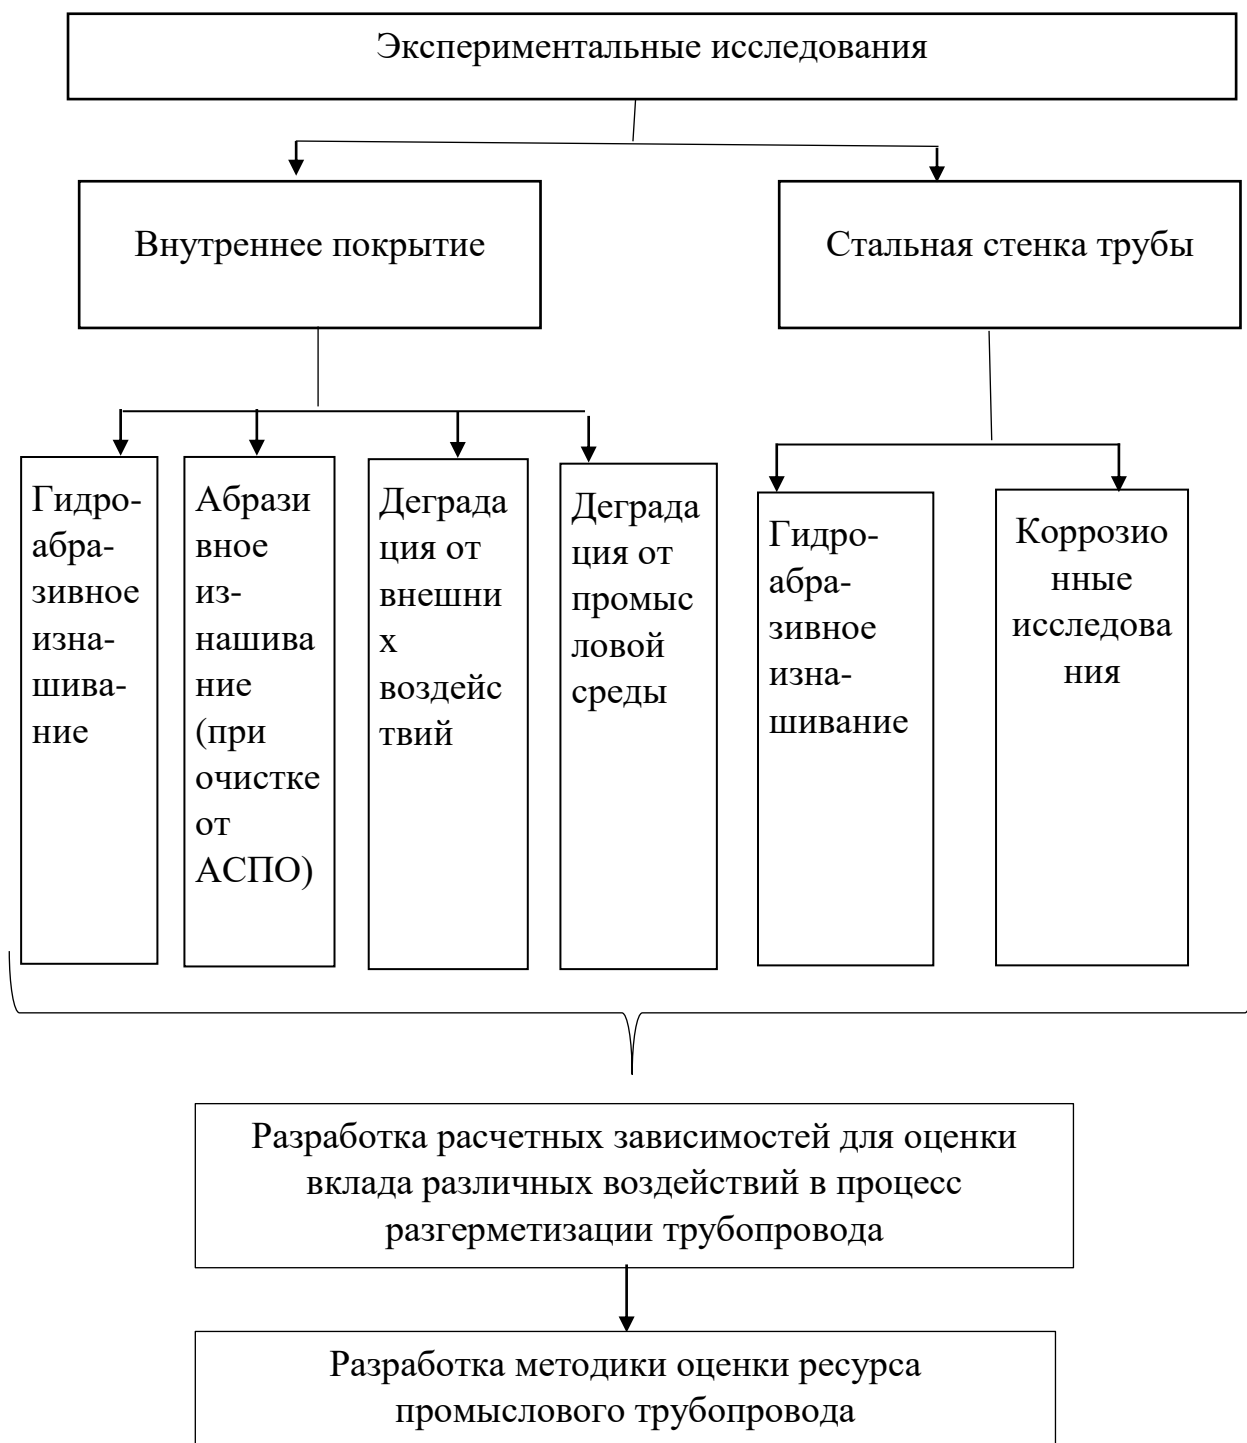 Экспериментальные исследования
Внутреннее покрытие
Стальная стенка трубы
Гидро-
абра-
зивное
изна-
шива-
ние
Абрази
вное
из-
нашива
ние
(при
очистке
от
АСПО)
Деграда
ция от
внешни
х
воздейс
твий
Деграда
ция от
промыс
ловой
среды
Гидро-
абра-
зивное
изна-
шивание
Коррозио
нные
исследова
ния
Разработка расчетных зависимостей для оценки
вклада различных воздействий в процесс
разгерметизации трубопровода
Разработка методики оценки ресурса
промыслового трубопровода